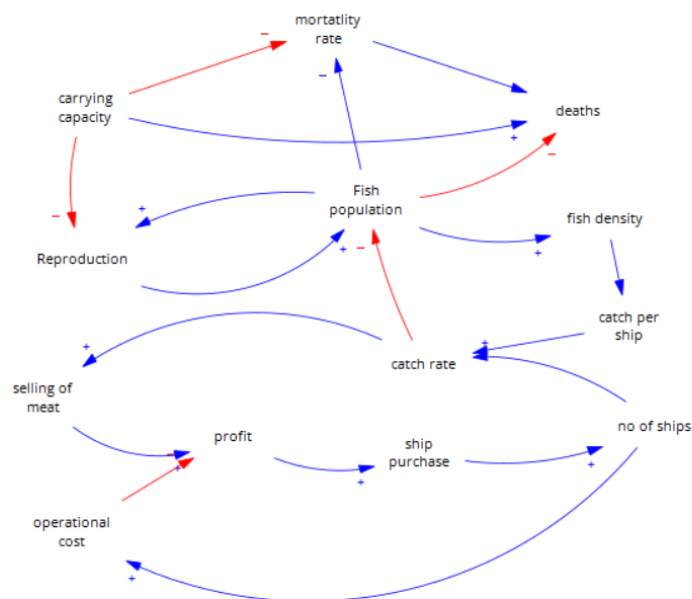 mortatlity
rate
carrying
capacity
deaths
Fish
population
fish density
Reproduction
catch per
ship
catch rate
selling of
meat
profit
ship
purchase
no of ships
operational
cost